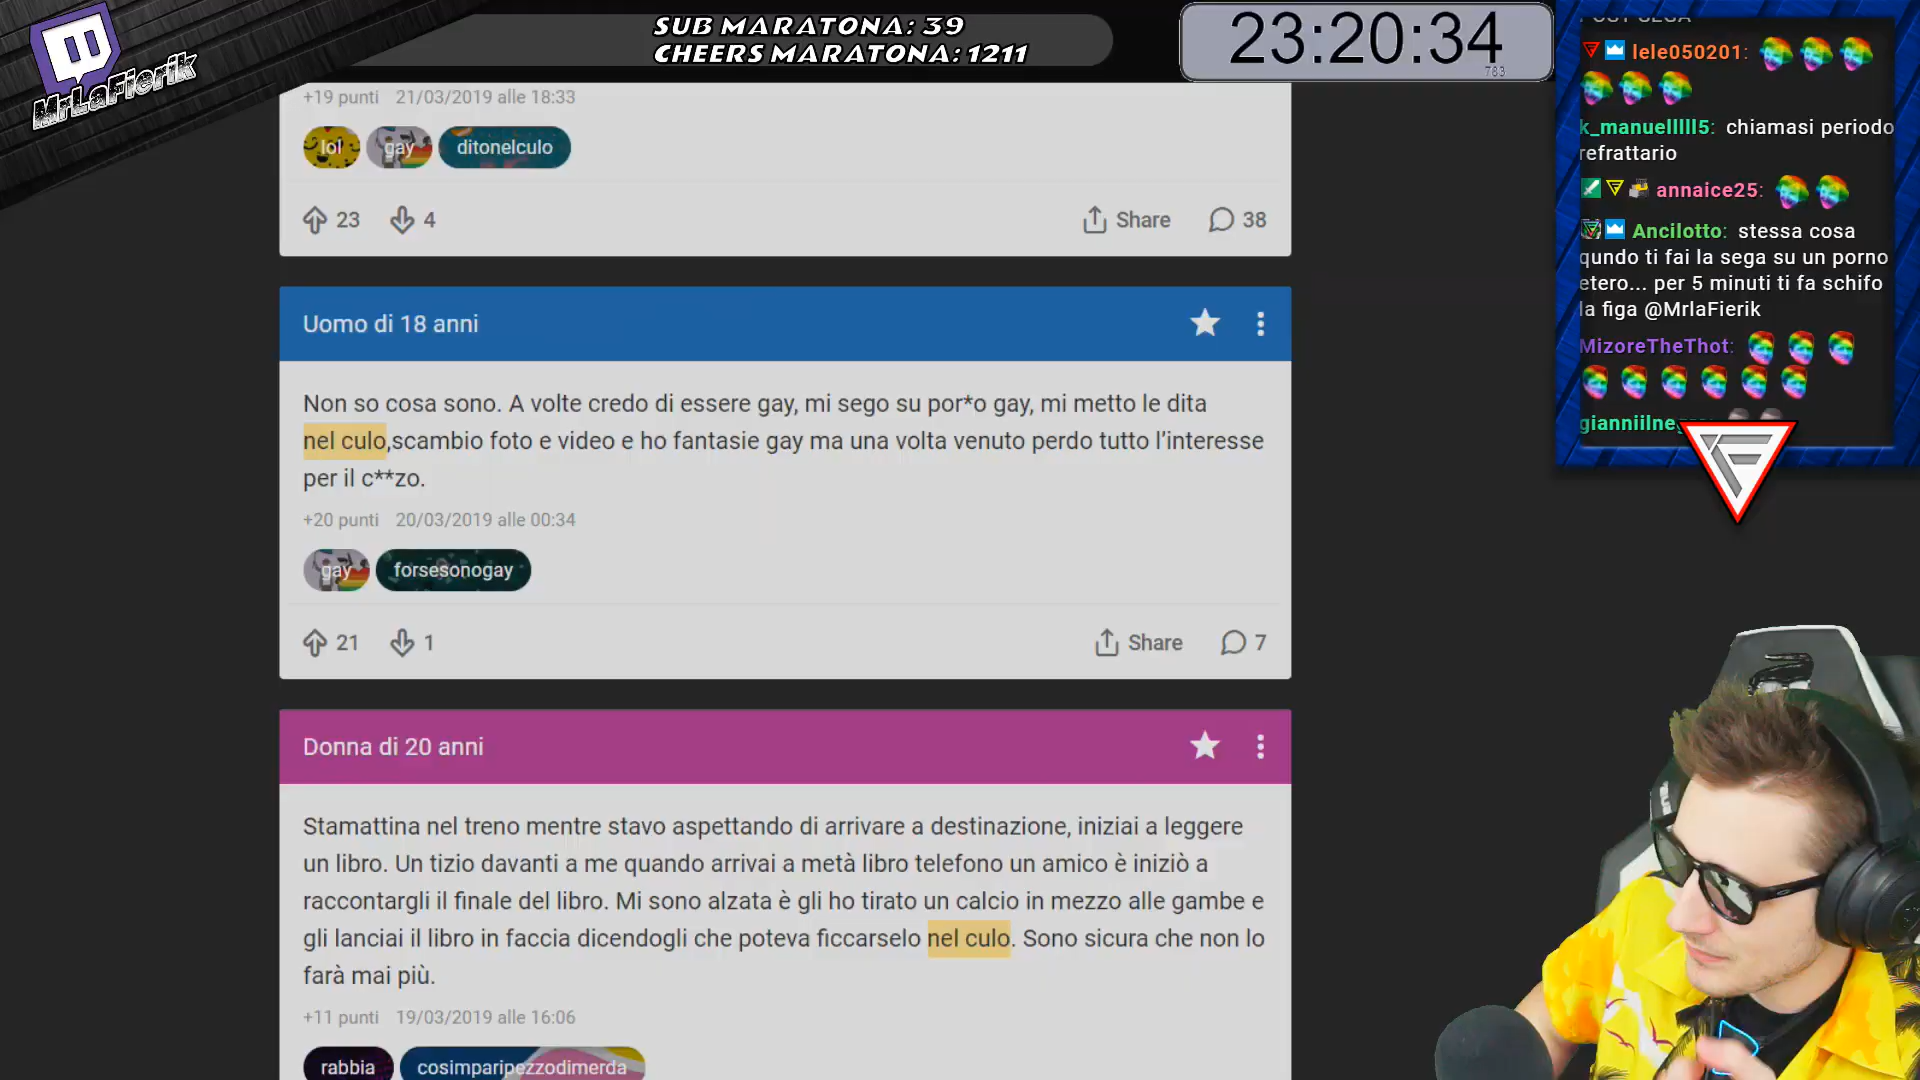 MrLaFierik
SUB MARATONA: 39
CHEERS MARATONA: 1211
23:20:34
783
+19 punti 21/03/2019 alle 18:33
lol gay ditonelculo
23 4 Share 38
Uomo di 18 anni
Non so cosa sono. A volte credo di essere gay, mi sego su por*o gay, mi metto le dita
nel culo,scambio foto e video e ho fantasie gay ma una volta venuto perdo tutto l'interesse
per il c**zo.
+20 punti 20/03/2019 alle 00:34
gay forsesonogay
21 1 Share 7
Donna di 20 anni
Stamattina nel treno mentre stavo aspettando di arrivare a destinazione, iniziai a leggere
un libro. Un tizio davanti a me quando arrivai a metà libro telefono un amico è iniziò a
raccontargli il finale del libro. Mi sono alzata è gli ho tirato un calcio in mezzo alle gambe e
gli lanciai il libro in faccia dicendogli che poteva ficcarselo nel culo. Sono sicura che non lo
farà mai più.
+11 punti 19/03/2019 alle 16:06
rabbia cosimparipezzodimerda
lele050201:
k_manuelllll5: chiamasi periodo
refrattario
annaice25:
Ancilotto: stessa cosa
qundo ti fai la sega su un porno
etero... per 5 minuti ti fa schifo
la figa @MrlaFierik
MizoreTheThot: